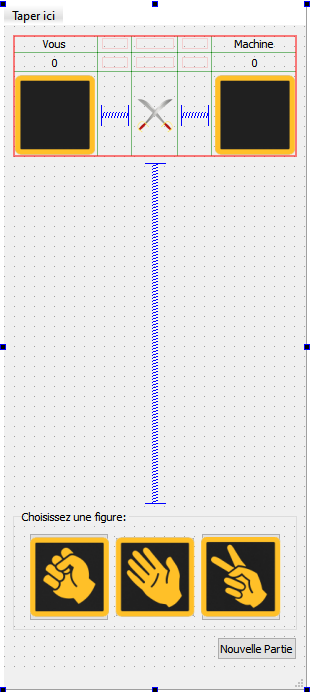 Taper ici
Vous Machine
0 0
Choisissez une figure:
Nouvelle Partie